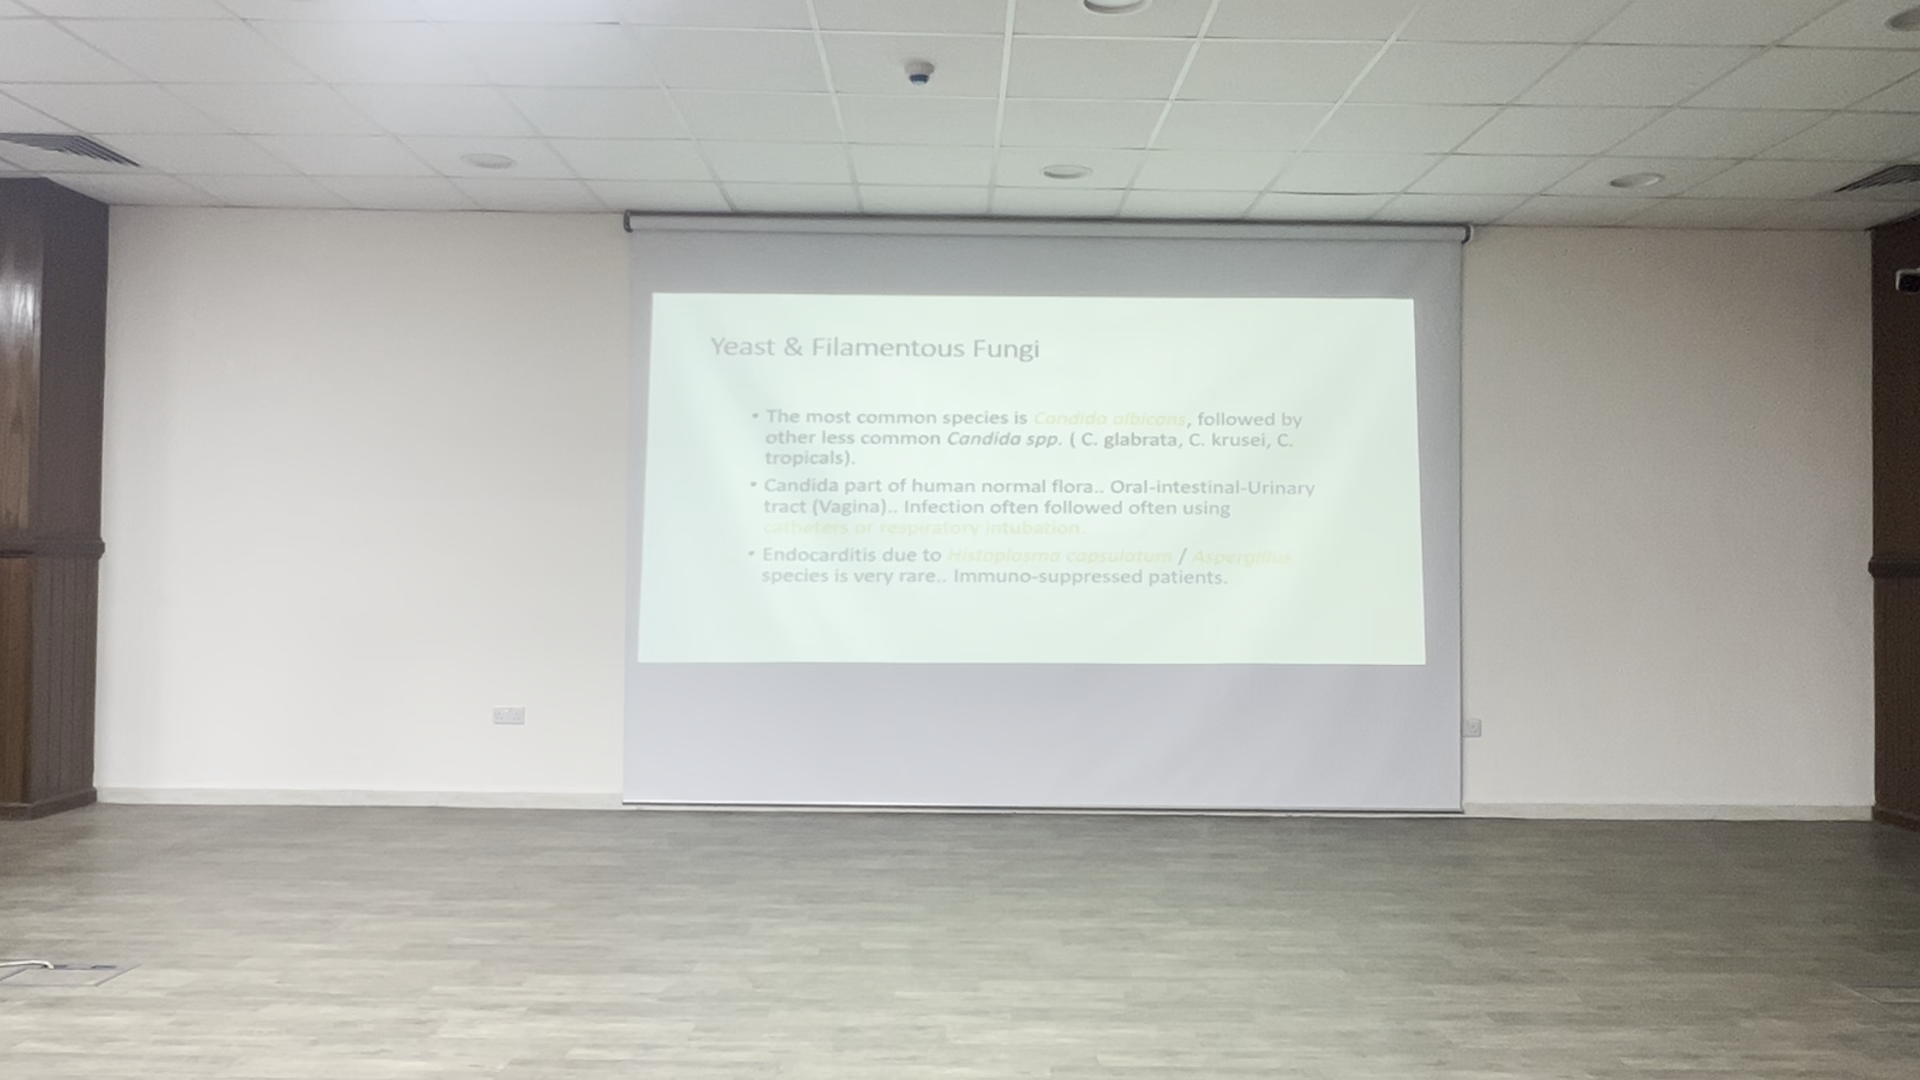 Yeast & Filamentous Fungi
• The most common species is Candida albicans, followed by
other less common Candida spp. ( C. glabrata, C. krusei, C.
tropicals).
• Candida part of human normal flora.. Oral-intestinal-Urinary
tract (Vagina).. Infection often followed often using
catheters or respiratory intubation.
• Endocarditis due to Histoplasma capsulatum / Aspergillus
species is very rare.. Immuno-suppressed patients.